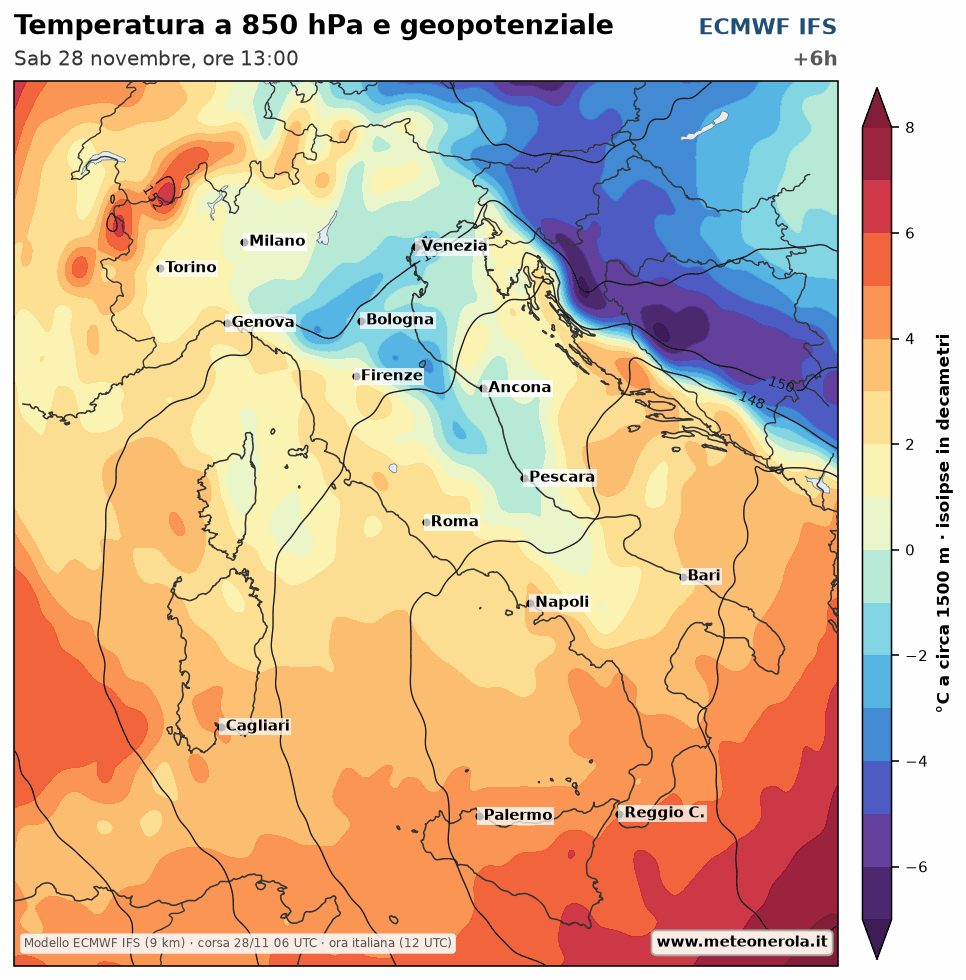 Temperatura a 850 hPa e geopotenziale
ECMWF IFS
Sab 28 novembre, ore 13:00
+6h
Milano
Venezia
Torino
Genova
Bologna
Firenze
Ancona
150
148
Pescara
Roma
Bari
Napoli
Cagliari
Palermo
Reggio C.
8
6
4
2
0
−2
−4
−6
°C a circa 1500 m · isoipse in decametri
Modello ECMWF IFS (9 km) · corsa 28/11 06 UTC · ora italiana (12 UTC)
www.meteonerola.it